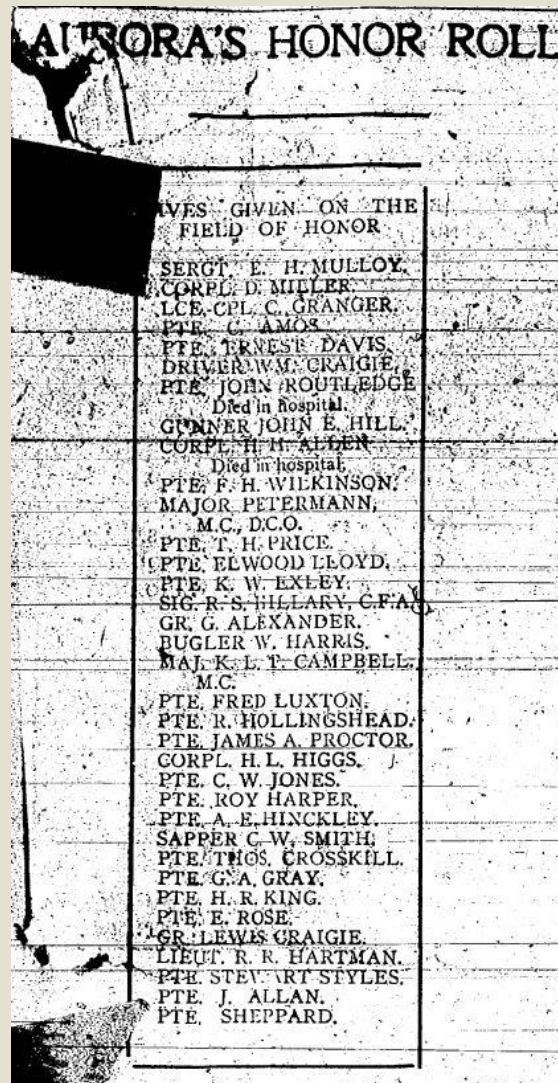 AURORA'S HONOR ROLL
LIVES GIVEN ON THE
FIELD OF HONOR
SERGT. E. H. MULLOY.
CORPL. D. MILLER.
LCE-CPL. C. GRANGER.
PTE. C. AMOS.
PTE. ERNEST DAVIS.
DRIVER WM. CRAIGIE,
PTE. JOHN ROUTLEDGE
Died in hospital.
GUNNER JOHN E. HILL.
CORPL. H. H. ALLEN
Died in hospital.
PTE. F. H. WILKINSON.
MAJOR PETERMANN,
M.C., D.C.O.
PTE. T. H. PRICE.
PTE. ELWOOD LLOYD.
PTE. K. W. EXLEY.
SIG. R. S. HILLARY, C.F.A.
GR. G. ALEXANDER.
BUGLER W. HARRIS.
MAJ. K. L. T. CAMPBELL.
M.C.
PTE. FRED LUXTON.
PTE. R. HOLLINGSHEAD.
PTE. JAMES A. PROCTOR.
CORPL. H. L. HIGGS.
PTE. C. W. JONES.
PTE. ROY HARPER.
PTE. A. E. HINCKLEY.
SAPPER C. W. SMITH.
PTE. THOS. CROSSKILL.
PTE. G. A. GRAY.
PTE. H. R. KING.
PTE. E. ROSE.
GR. LEWIS CRAIGIE.
LIEUT. R. R. HARTMAN.
PTE. STEWART STYLES.
PTE. J. ALLAN.
PTE. SHEPPARD.